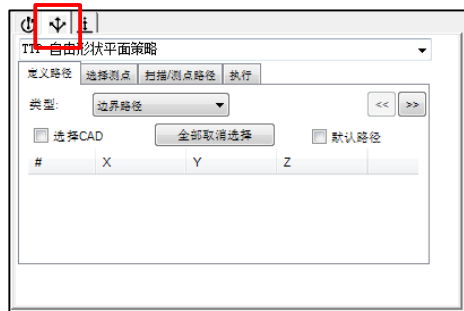 TTP 自由形状平面策略
定义路径 选择测点 扫描/测点路径 执行
类型: 边界路径 << >>
选择CAD 全部取消选择 默认路径
# X Y Z